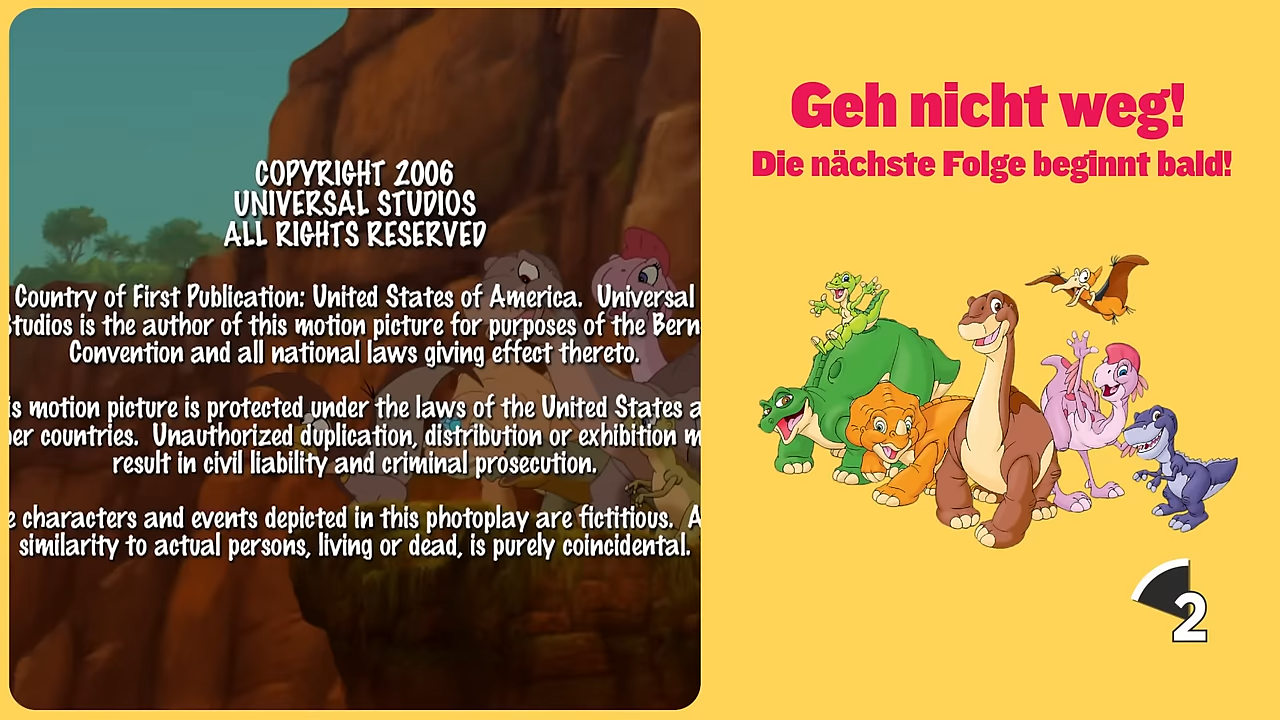 COPYRIGHT 2006
UNIVERSAL STUDIOS
ALL RIGHTS RESERVED
Country of First Publication: United States of America. Universal
Studios is the author of this motion picture for purposes of the Bern
Convention and all national laws giving effect thereto.
is motion picture is protected under the laws of the United States a
er countries. Unauthorized duplication, distribution or exhibition m
result in civil liability and criminal prosecution.
e characters and events depicted in this photoplay are fictitious. A
similarity to actual persons, living or dead, is purely coincidental.
Geh nicht weg!
Die nächste Folge beginnt bald!
2